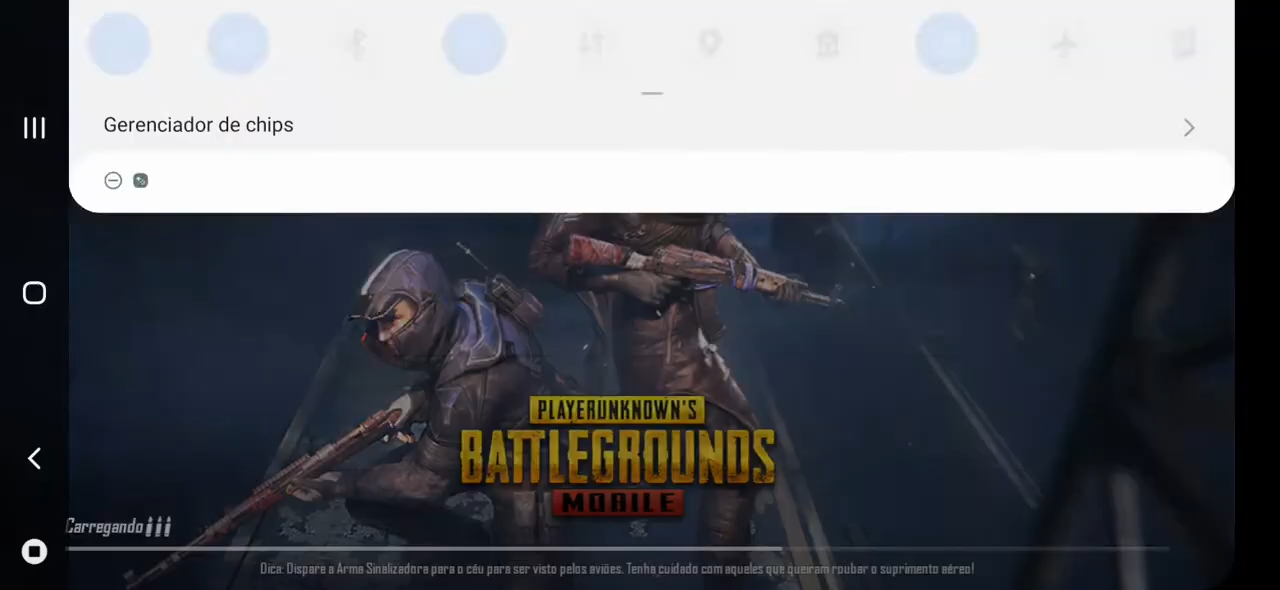 Gerenciador de chips
PLAYERUNKNOWN'S
BATTLEGROUNDS
MOBILE
Carregando
Dica: Dispare a Arma Sinalizadora para o céu para ser visto pelos aviões. Tenha cuidado com aqueles que queiram roubar o suprimento aéreo!